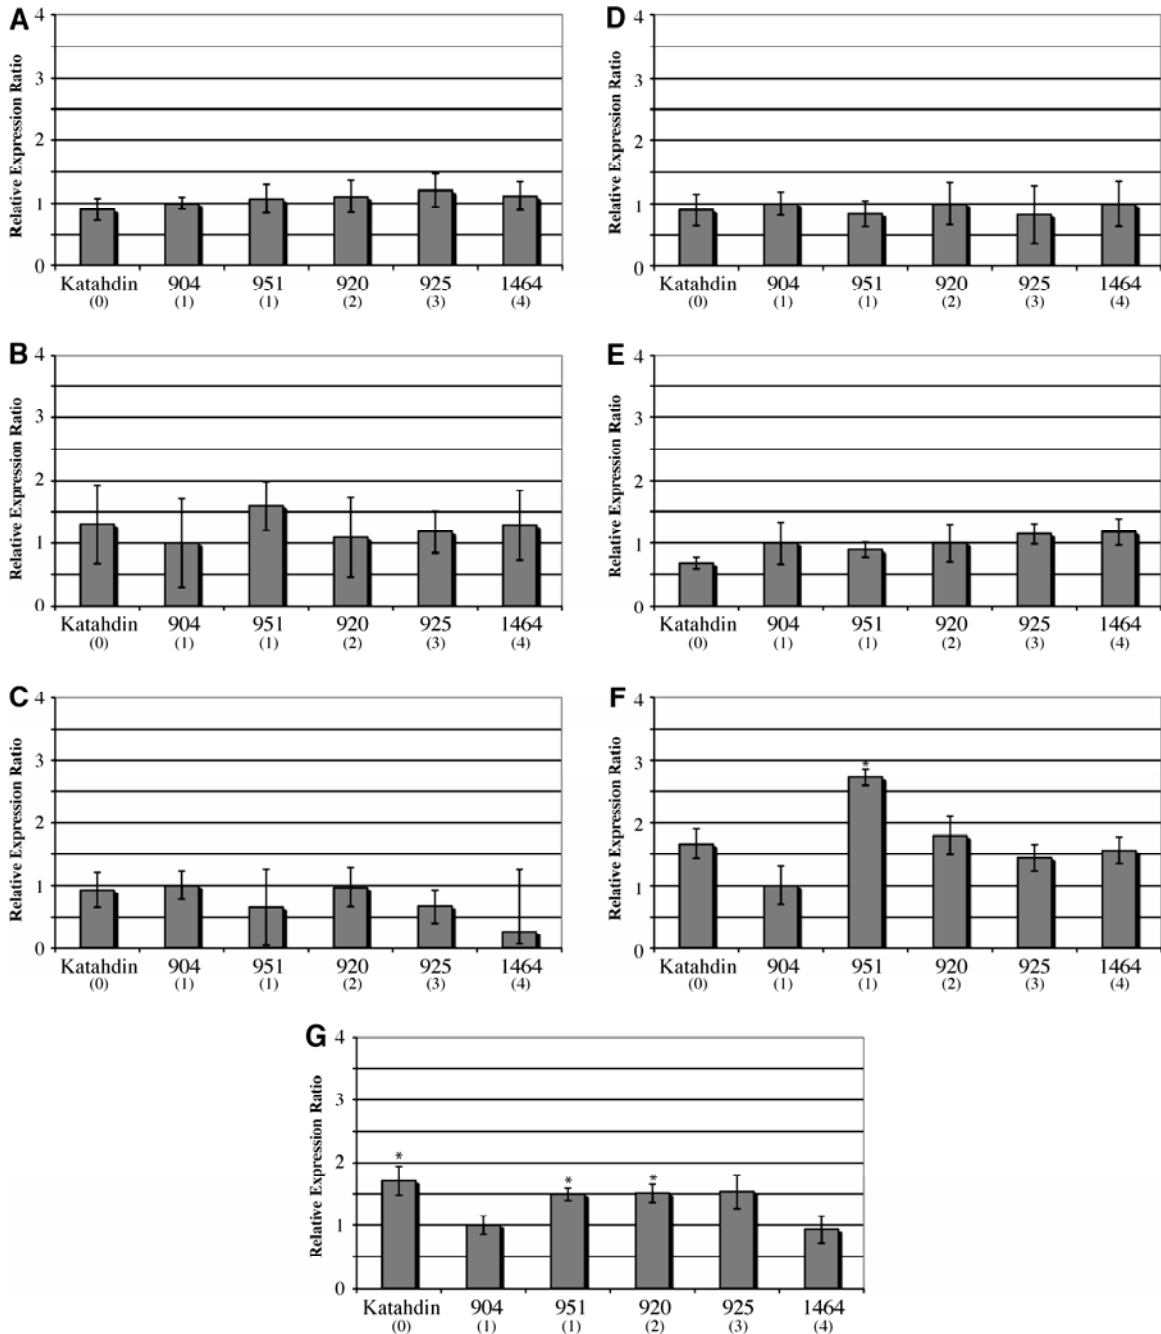 A
Relative Expression Ratio
4
3
2
1
0
Katahdin 904 951 920 925 1464
(0) (1) (1) (2) (3) (4)
D
Relative Expression Ratio
4
3
2
1
0
Katahdin 904 951 920 925 1464
(0) (1) (1) (2) (3) (4)
B
Relative Expression Ratio
4
3
2
1
0
Katahdin 904 951 920 925 1464
(0) (1) (1) (2) (3) (4)
E
Relative Expression Ratio
4
3
2
1
0
Katahdin 904 951 920 925 1464
(0) (1) (1) (2) (3) (4)
C
Relative Expression Ratio
4
3
2
1
0
Katahdin 904 951 920 925 1464
(0) (1) (1) (2) (3) (4)
F
Relative Expression Ratio
4
3
2
1
0
*
Katahdin 904 951 920 925 1464
(0) (1) (1) (2) (3) (4)
G
Relative Expression Ratio
4
3
2
1
0
* * *
Katahdin 904 951 920 925 1464
(0) (1) (1) (2) (3) (4)